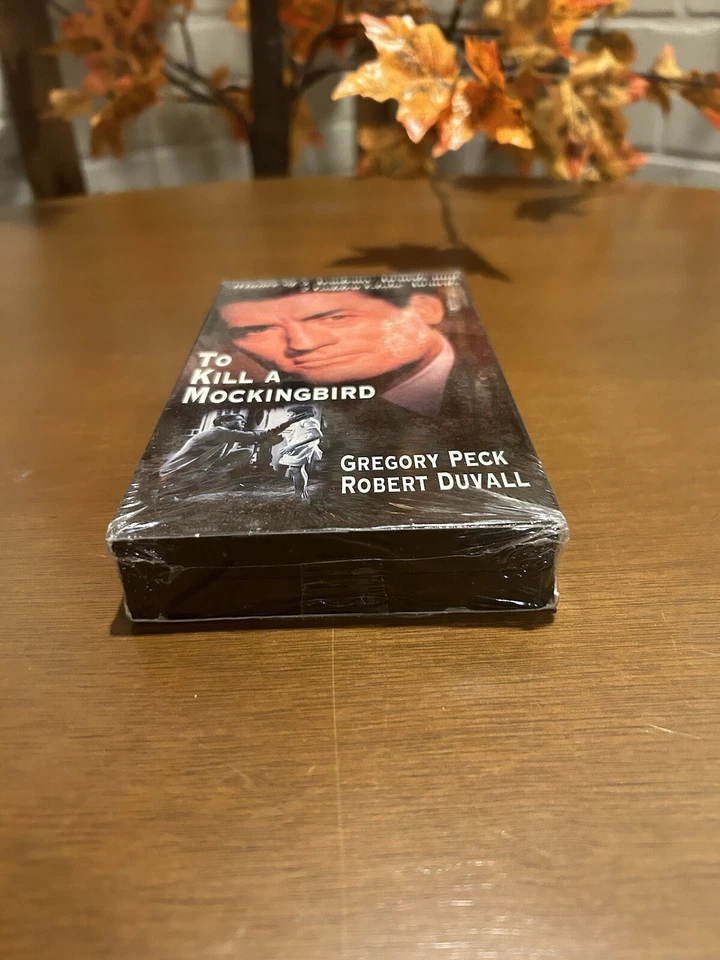 To
Kill a
Mockingbird
Gregory Peck
Robert Duvall